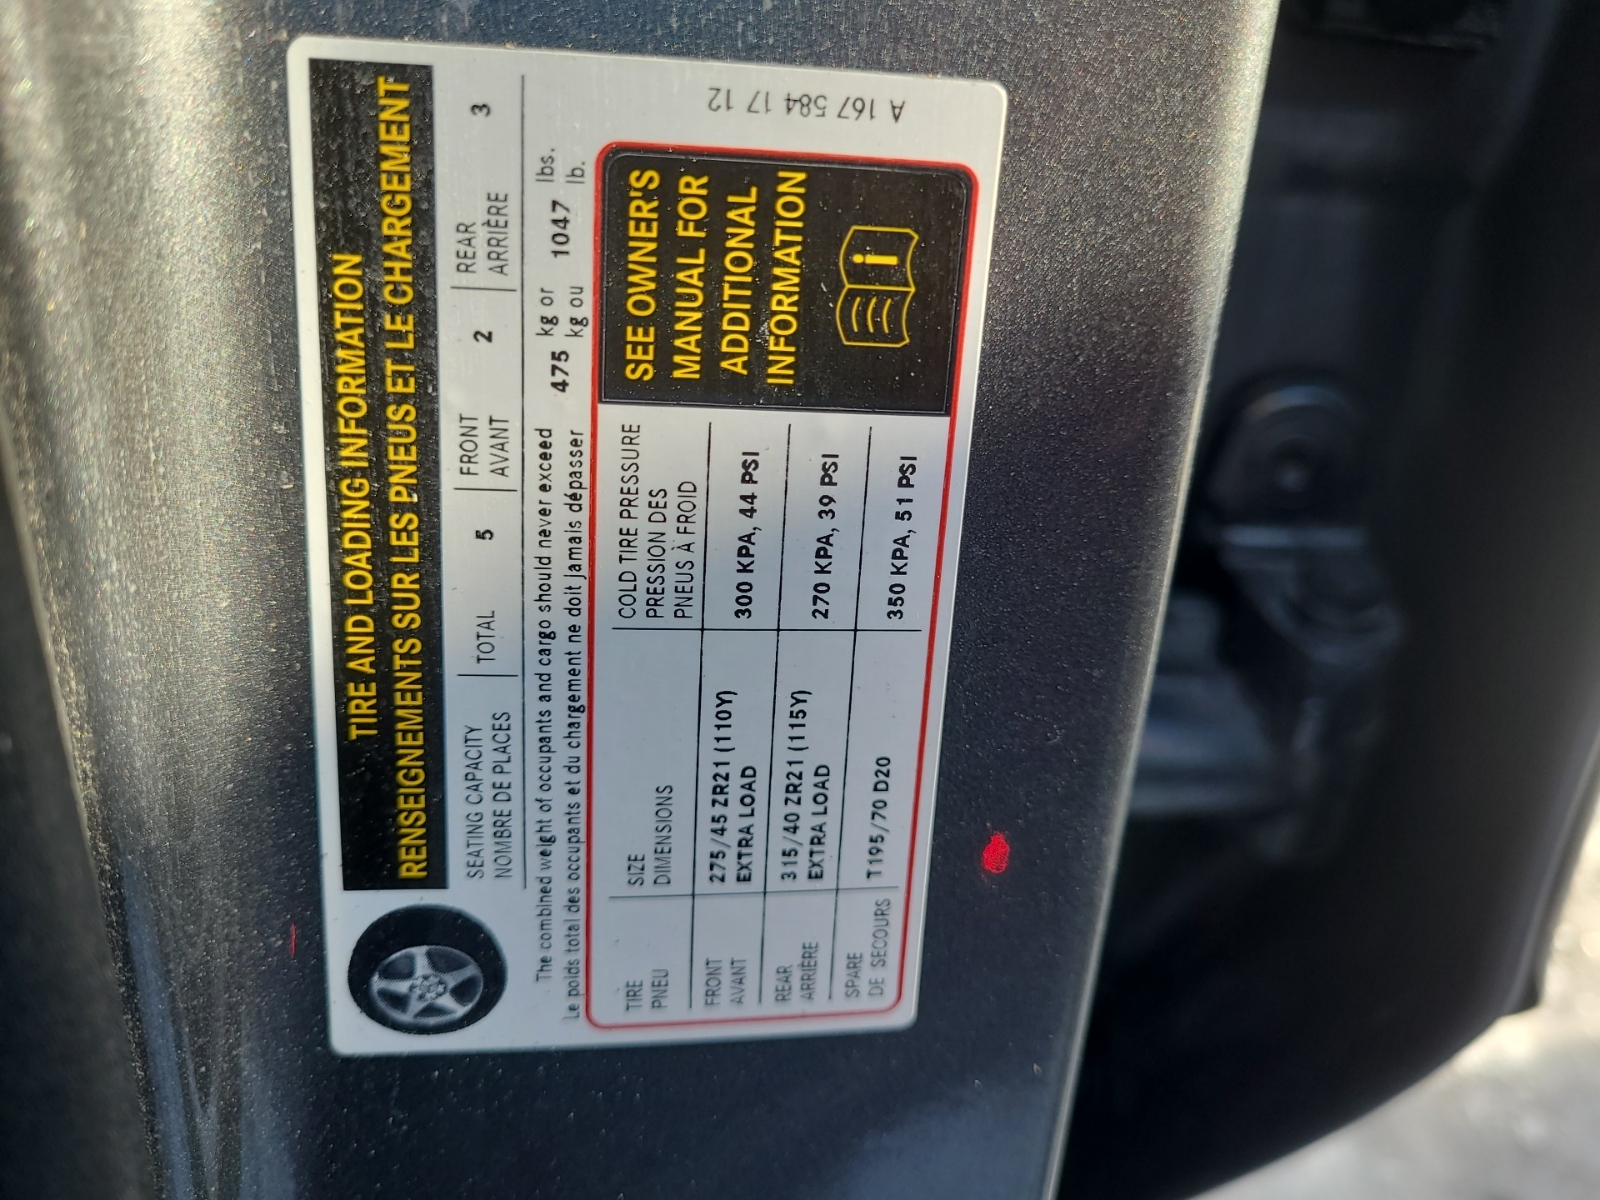 TIRE AND LOADING INFORMATION
RENSEIGNEMENTS SUR LES PNEUS ET LE CHARGEMENT
SEATING CAPACITY TOTAL FRONT REAR
NOMBRE DE PLACES 5 AVANT 2 ARRIÈRE 3
The combined weight of occupants and cargo should never exceed 475 kg or 1047 lbs.
Le poids total des occupants et du chargement ne doit jamais dépasser kg ou lb.
TIRE SIZE COLD TIRE PRESSURE
PNEU DIMENSIONS PRESSION DES
PNEUS À FROID
FRONT 275/45 ZR21 (110Y) 300 KPA, 44 PSI
AVANT EXTRA LOAD
REAR 315/40 ZR21 (115Y) 270 KPA, 39 PSI
ARRIÈRE EXTRA LOAD
SPARE T195/70 D20 350 KPA, 51 PSI
DE SECOURS
SEE OWNER'S
MANUAL FOR
ADDITIONAL
INFORMATION
A 167 584 17 12